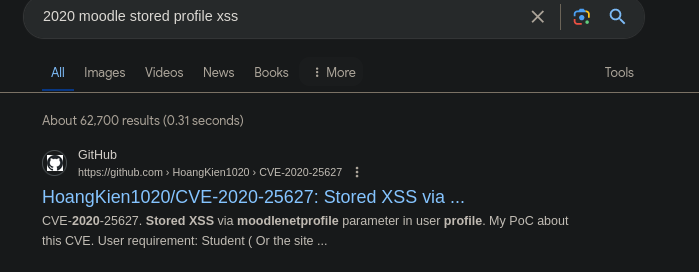 2020 moodle stored profile xss
All Images Videos News Books More Tools
About 62,700 results (0.31 seconds)
GitHub
https://github.com › HoangKien1020 › CVE-2020-25627
HoangKien1020/CVE-2020-25627: Stored XSS via ...
CVE-2020-25627. Stored XSS via moodlenetprofile parameter in user profile. My PoC about
this CVE. User requirement: Student ( Or the site ...